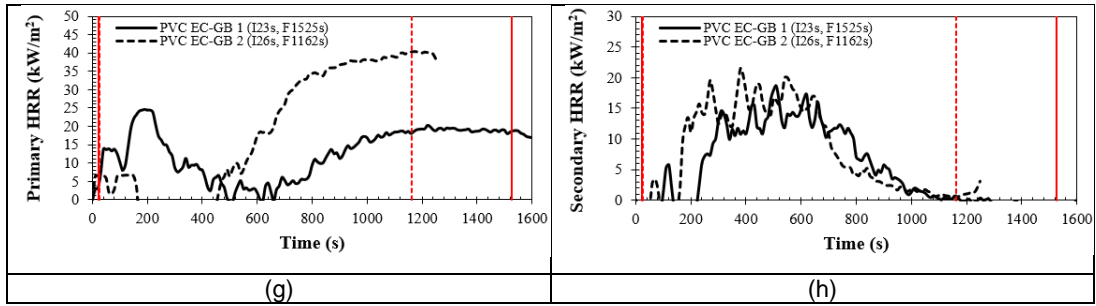 Primary HRR (kW/m²)
50
45
40
35
30
25
20
15
10
5
0
PVC EC-GB 1 (I23s, F1525s)
PVC EC-GB 2 (I26s, F1162s)
0 200 400 600 800 1000 1200 1400 1600
Time (s)
Secondary HRR (kW/m²)
30
25
20
15
10
5
0
PVC EC-GB 1 (I23s, F1525s)
PVC EC-GB 2 (I26s, F1162s)
0 200 400 600 800 1000 1200 1400 1600
Time (s)
(g)
(h)